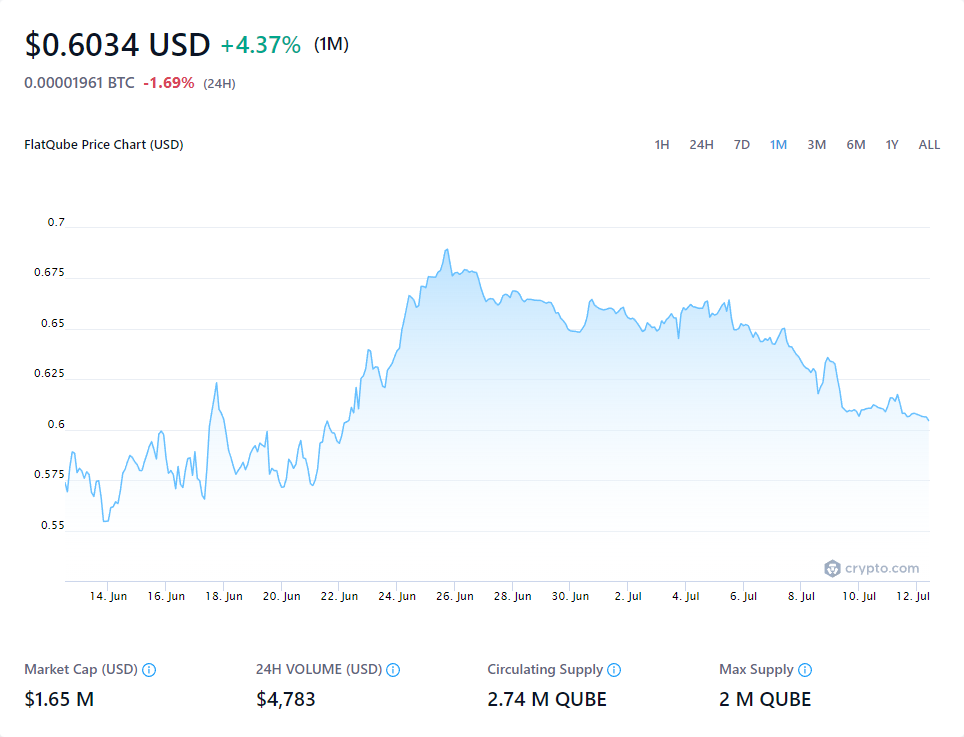 $0.6034 USD +4.37% (1M)
0.00001961 BTC -1.69% (24H)
FlatQube Price Chart (USD) 1H 24H 7D 1M 3M 6M 1Y ALL
0.7
0.675
0.65
0.625
0.6
0.575
0.55
crypto.com
14. Jun 16. Jun 18. Jun 20. Jun 22. Jun 24. Jun 26. Jun 28. Jun 30. Jun 2. Jul 4. Jul 6. Jul 8. Jul 10. Jul 12. Jul
Market Cap (USD) 24H VOLUME (USD) Circulating Supply Max Supply
$1.65 M $4,783 2.74 M QUBE 2 M QUBE